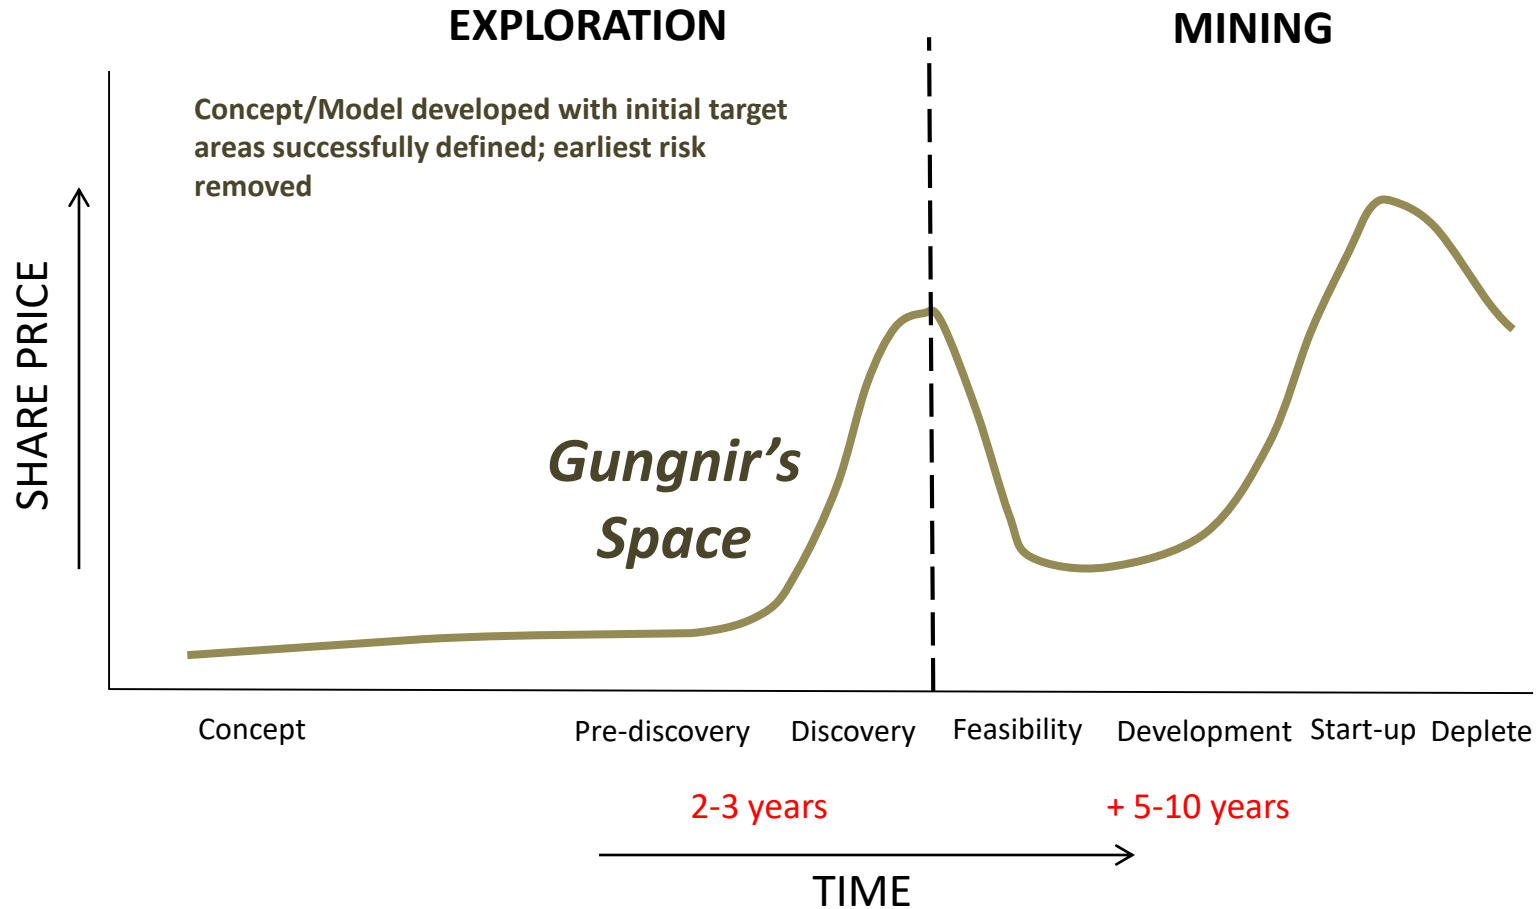 EXPLORATION
MINING
Concept/Model developed with initial target
areas successfully defined; earliest risk
removed
SHARE PRICE
Gungnir’s
Space
Concept
Pre-discovery
Discovery
Feasibility
Development
Start-up
Deplete
2-3 years
+ 5-10 years
TIME